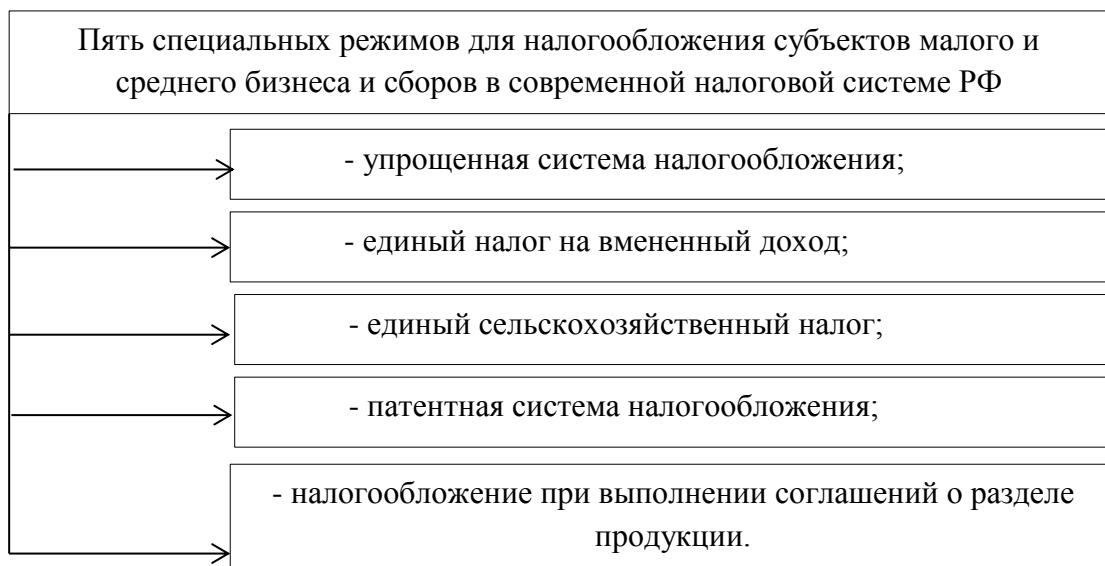 Пять специальных режимов для налогообложения субъектов малого и
среднего бизнеса и сборов в современной налоговой системе РФ
- упрощенная система налогообложения;
- единый налог на вмененный доход;
- единый сельскохозяйственный налог;
- патентная система налогообложения;
- налогообложение при выполнении соглашений о разделе
продукции.